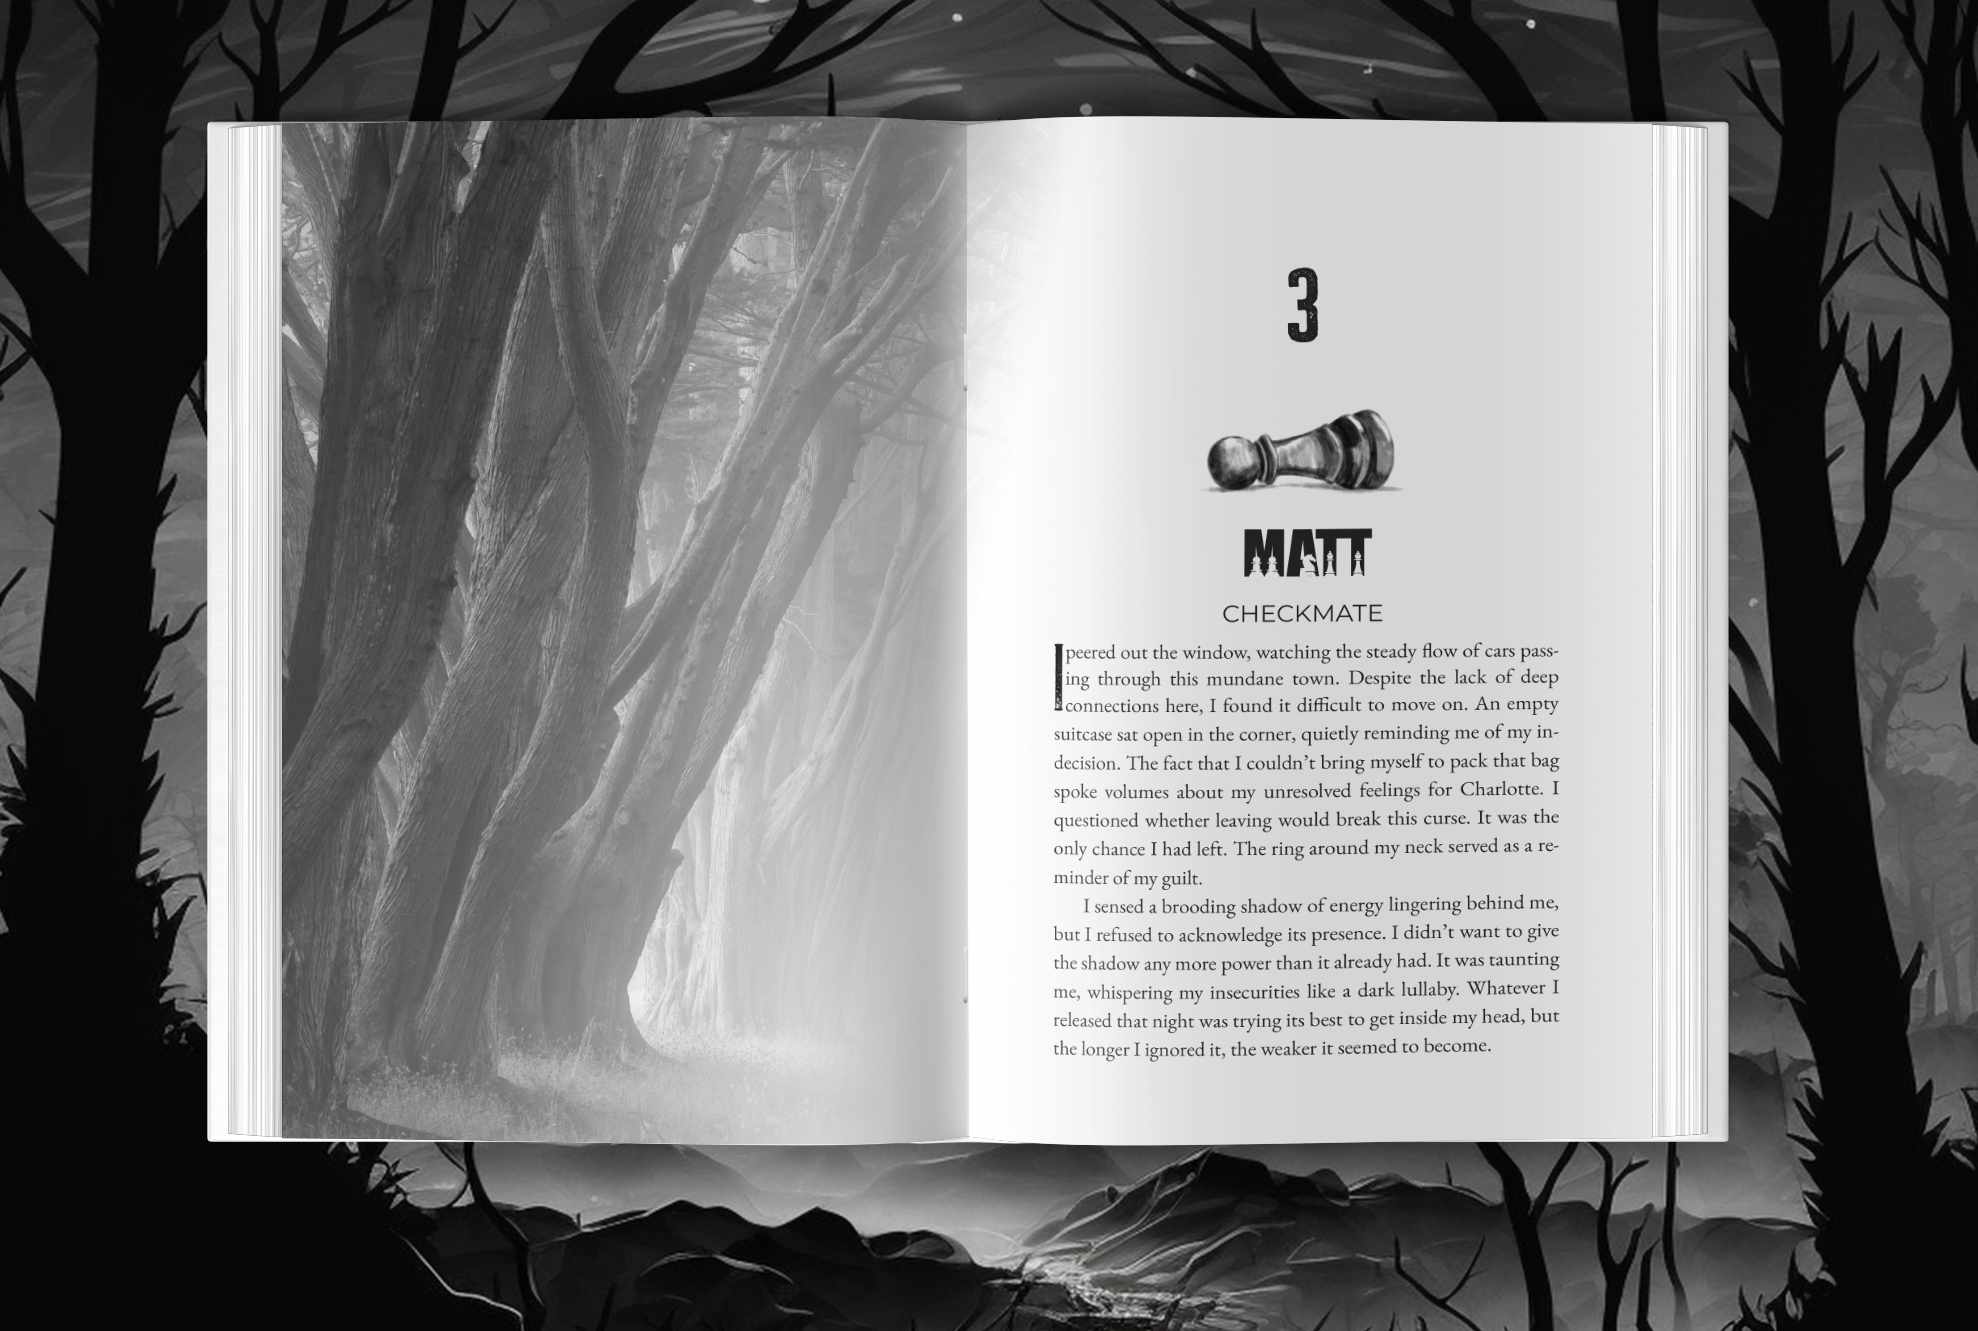 3
MATT
CHECKMATE
I peered out the window, watching the steady flow of cars pass-
ing through this mundane town. Despite the lack of deep
connections here, I found it difficult to move on. An empty
suitcase sat open in the corner, quietly reminding me of my in-
decision. The fact that I couldn’t bring myself to pack that bag
spoke volumes about my unresolved feelings for Charlotte. I
questioned whether leaving would break this curse. It was the
only chance I had left. The ring around my neck served as a re-
minder of my guilt.
I sensed a brooding shadow of energy lingering behind me,
but I refused to acknowledge its presence. I didn’t want to give
the shadow any more power than it already had. It was taunting
me, whispering my insecurities like a dark lullaby. Whatever I
released that night was trying its best to get inside my head, but
the longer I ignored it, the weaker it seemed to become.